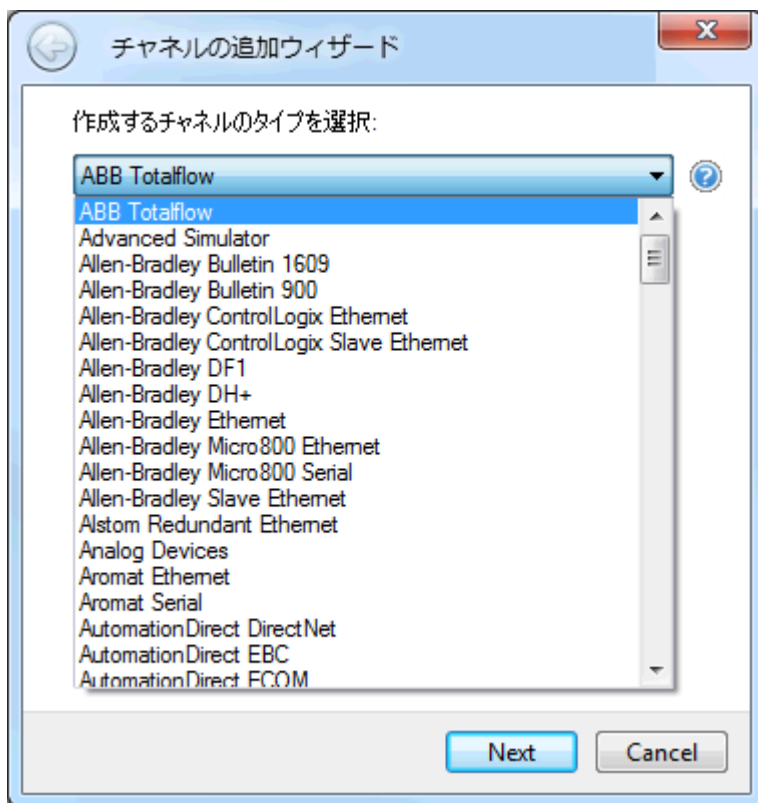 チャネルの追加ウィザード
作成するチャネルのタイプを選択:
ABB Totalflow
ABB Totalflow
Advanced Simulator
Allen-Bradley Bulletin 1609
Allen-Bradley Bulletin 900
Allen-Bradley ControlLogix Ethernet
Allen-Bradley ControlLogix Slave Ethernet
Allen-Bradley DF1
Allen-Bradley DH+
Allen-Bradley Ethernet
Allen-Bradley Micro800 Ethernet
Allen-Bradley Micro800 Serial
Allen-Bradley Slave Ethernet
Alstom Redundant Ethernet
Analog Devices
Aromat Ethernet
Aromat Serial
AutomationDirect DirectNet
AutomationDirect EBC
AutomationDirect ECOM
Next Cancel